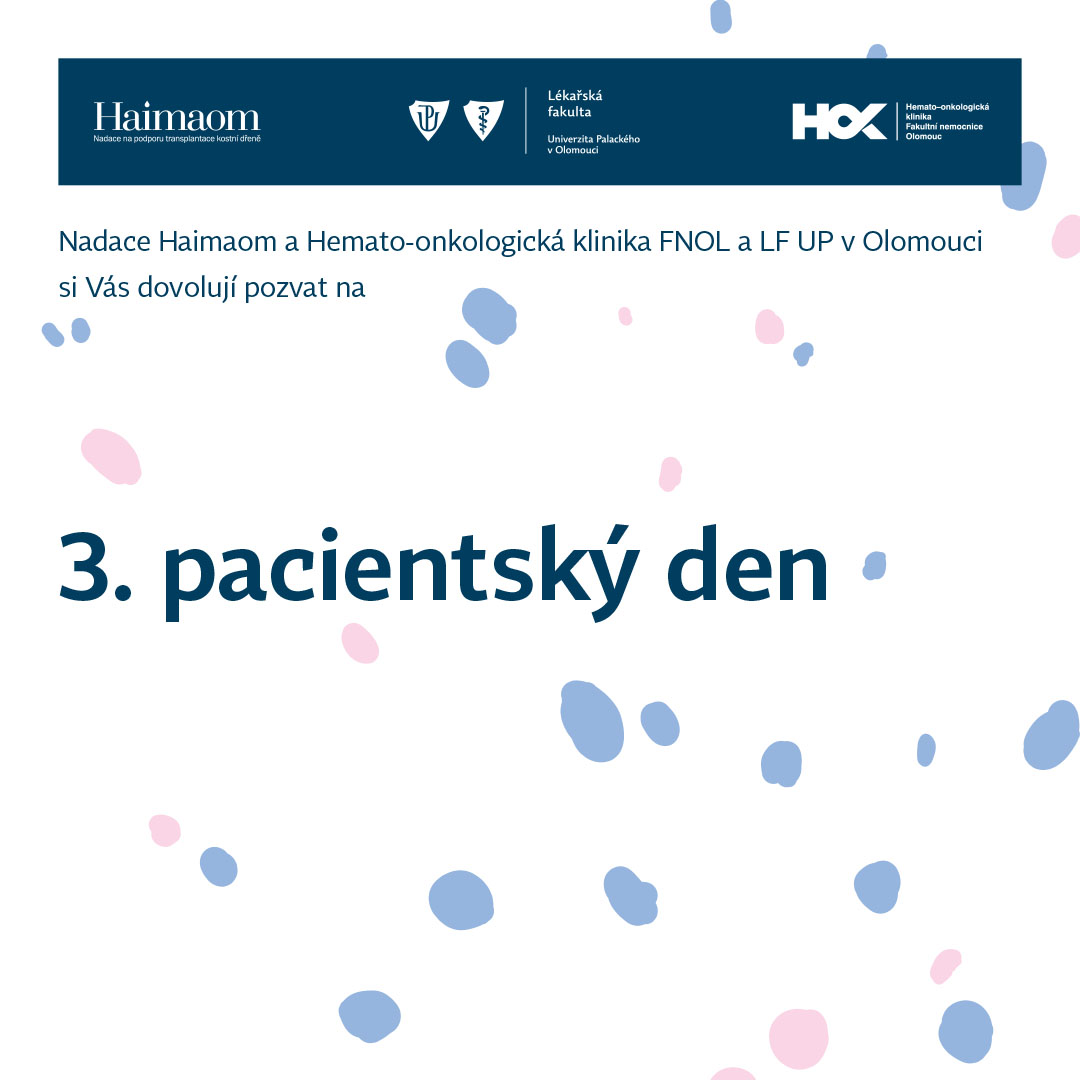 Haimaom
Nadace na podporu transplantace kostní dřeně
Lékařská
fakulta
Univerzita Palackého
v Olomouci
HOK
Hemato–onkologická
klinika
Fakultní nemocnice
Olomouc
Nadace Haimaom a Hemato-onkologická klinika FNOL a LF UP v Olomouci
si Vás dovolují pozvat na
3. pacientský den